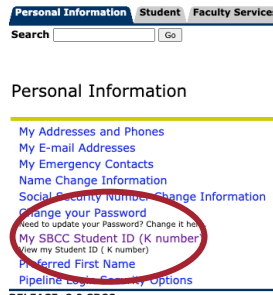 Personal Information Student Faculty Service
Search Go
Personal Information
My Addresses and Phones
My E-mail Addresses
My Emergency Contacts
Name Change Information
Social Security Number Change Information
Change your Password
Need to update your Password? Change it here
My SBCC Student ID (K number)
View my Student ID ( K number)
Preferred First Name
Pipeline Login Security Options